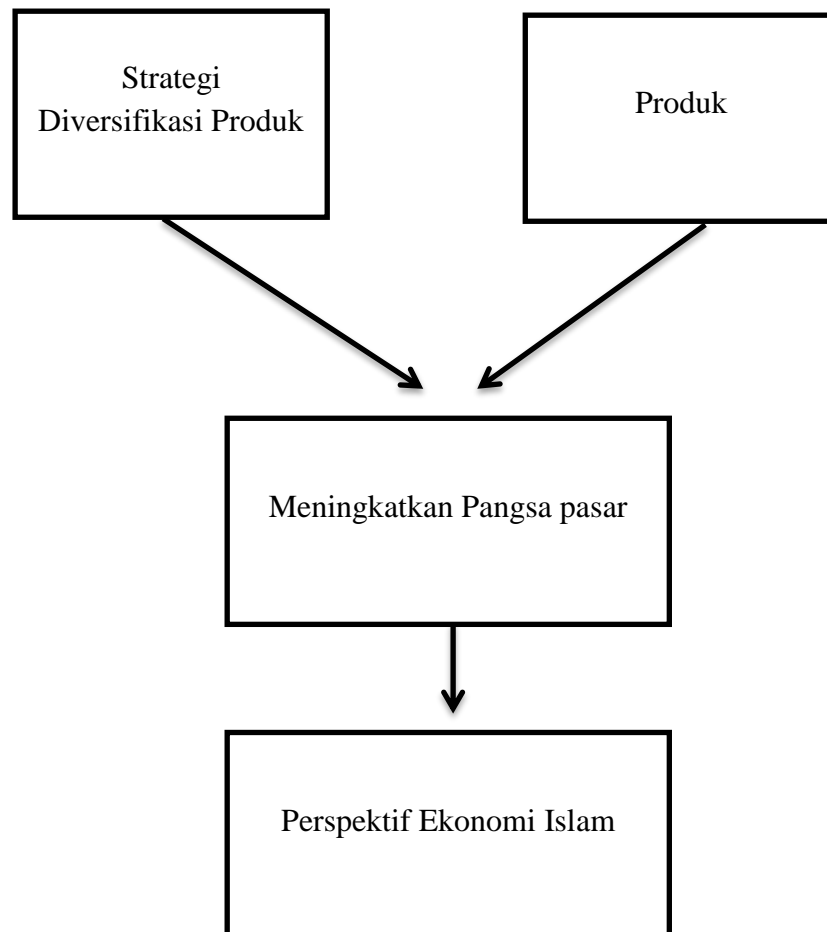 Strategi
Diversifikasi Produk
Produk
Meningkatkan Pangsa pasar
Perspektif Ekonomi Islam